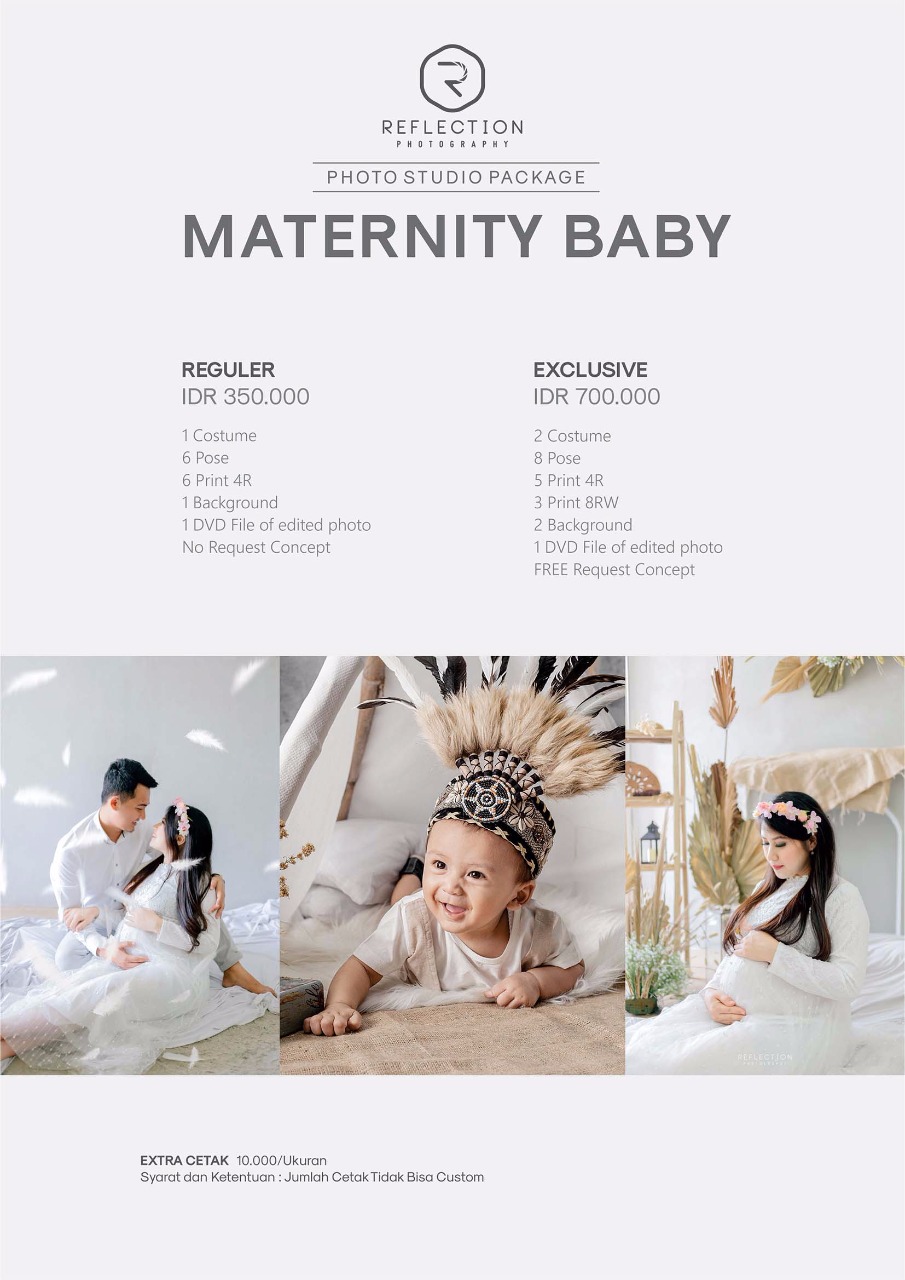 REFLECTION
PHOTOGRAPHY
PHOTO STUDIO PACKAGE
MATERNITY BABY
REGULER
IDR 350.000
1 Costume
6 Pose
6 Print 4R
1 Background
1 DVD File of edited photo
No Request Concept
EXCLUSIVE
IDR 700.000
2 Costume
8 Pose
5 Print 4R
3 Print 8RW
2 Background
1 DVD File of edited photo
FREE Request Concept
REFLECTION
PHOTOGRAPHY
EXTRA CETAK 10.000/Ukuran
Syarat dan Ketentuan : Jumlah Cetak Tidak Bisa Custom